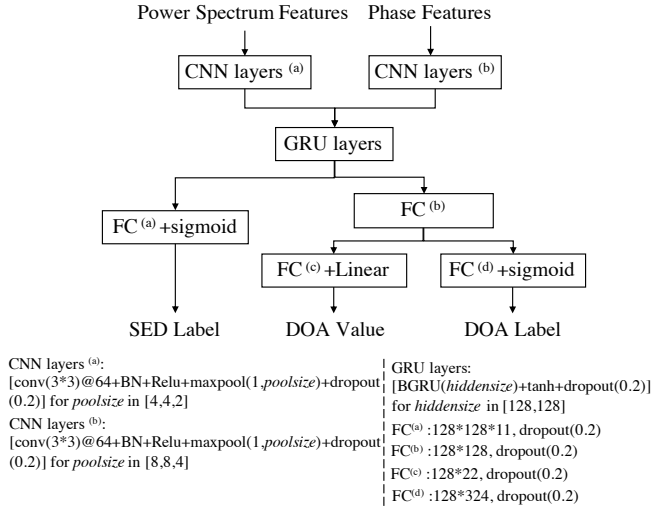 Power Spectrum Features
Phase Features
CNN layers (a)
CNN layers (b)
GRU layers
FC(a)+sigmoid
FC(b)
FC(c)+Linear
FC(d)+sigmoid
SED Label
DOA Value
DOA Label
CNN layers (a):
[conv(3*3)@64+BN+Relu+maxpool(1,poolsize)+dropout
(0.2)] for poolsize in [4,4,2]
CNN layers (b):
[conv(3*3)@64+BN+Relu+maxpool(1,poolsize)+dropout
(0.2)] for poolsize in [8,8,4]
GRU layers:
[BGRU(hiddensize)+tanh+dropout(0.2)]
for hiddensize in [128,128]
FC(a) :128*128*11, dropout(0.2)
FC(b) :128*128, dropout(0.2)
FC(c) :128*22, dropout(0.2)
FC(d) :128*324, dropout(0.2)